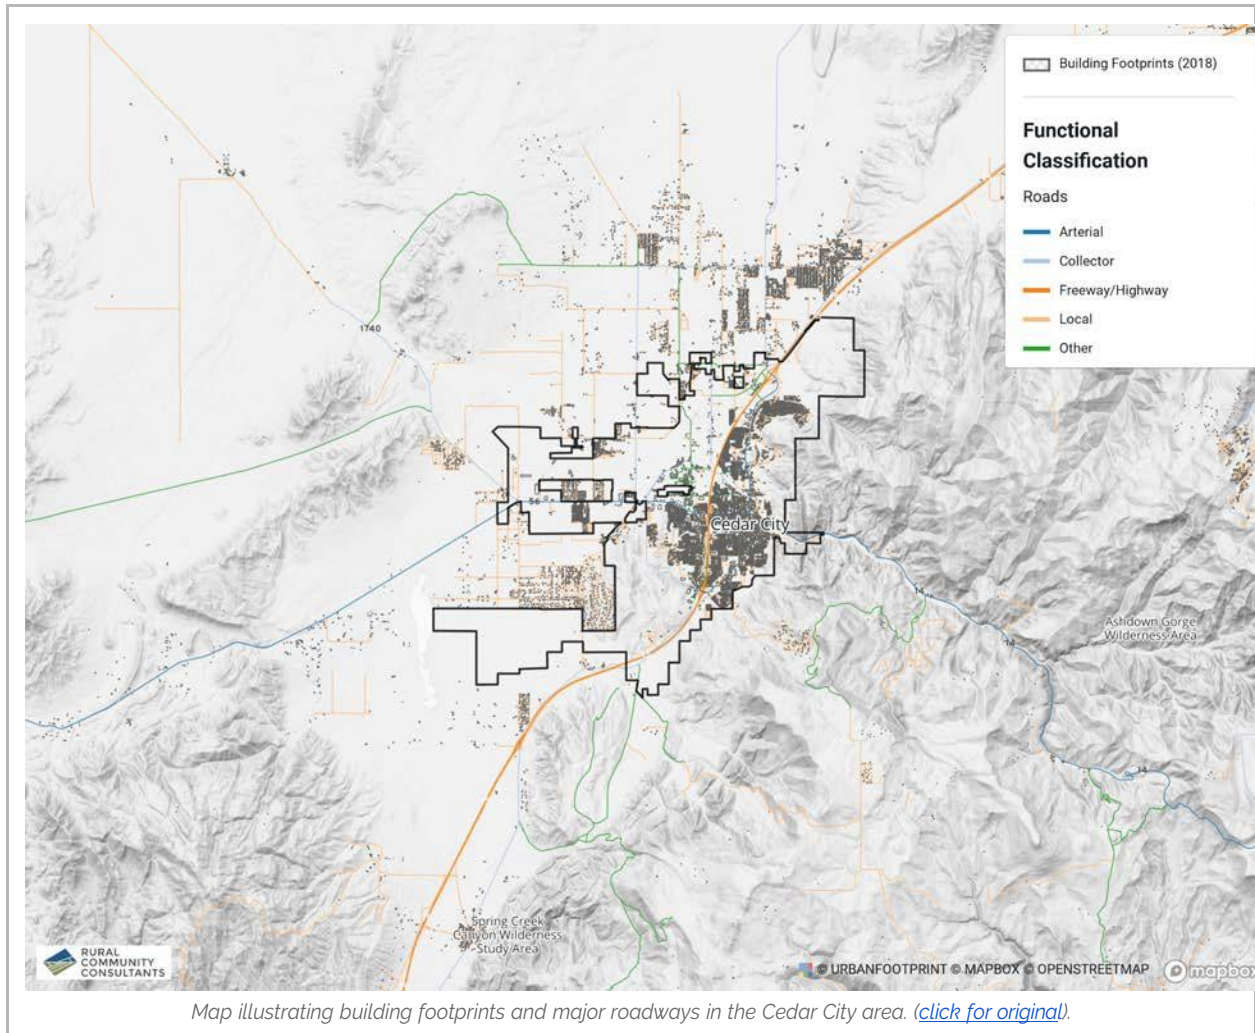 Building Footprints (2018)
Functional
Classification
Roads
Arterial
Collector
Freeway/Highway
Local
Other
1740
56
Cedar City
15
14
Ashdown Gorge
Wilderness Area
14
14
Spring Creek
Canyon Wilderness
Study Area
RURAL
COMMUNITY
CONSULTANTS
© URBANFOOTPRINT © MAPBOX © OPENSTREETMAP
mapbox
Map illustrating building footprints and major roadways in the Cedar City area. (click for original).